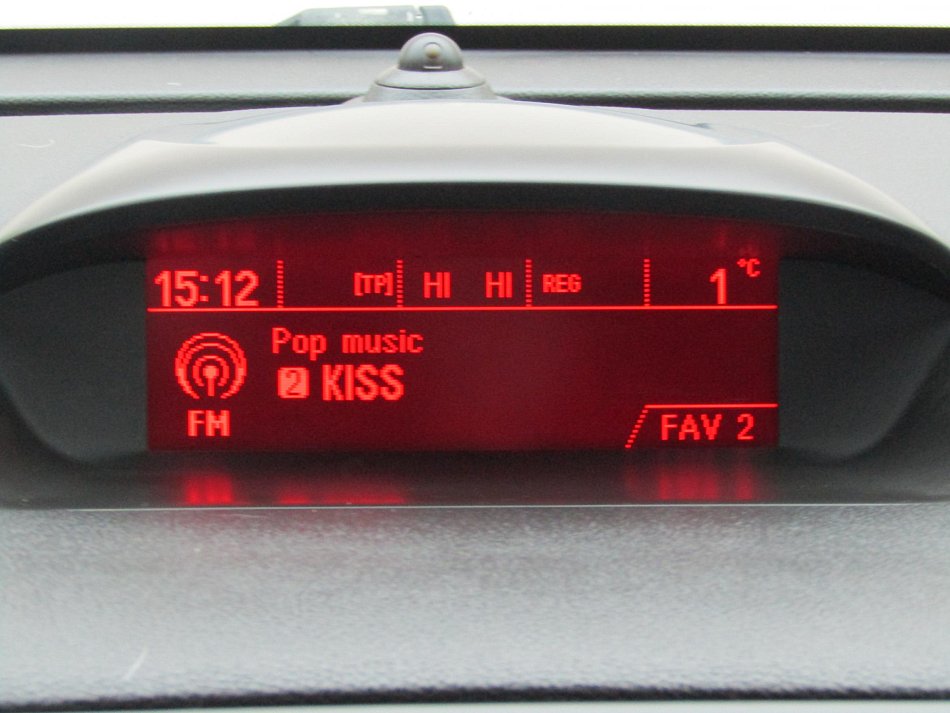 15:12 [TP] HI HI REG 1 °C
Pop music
2 KISS
FM
FAV 2